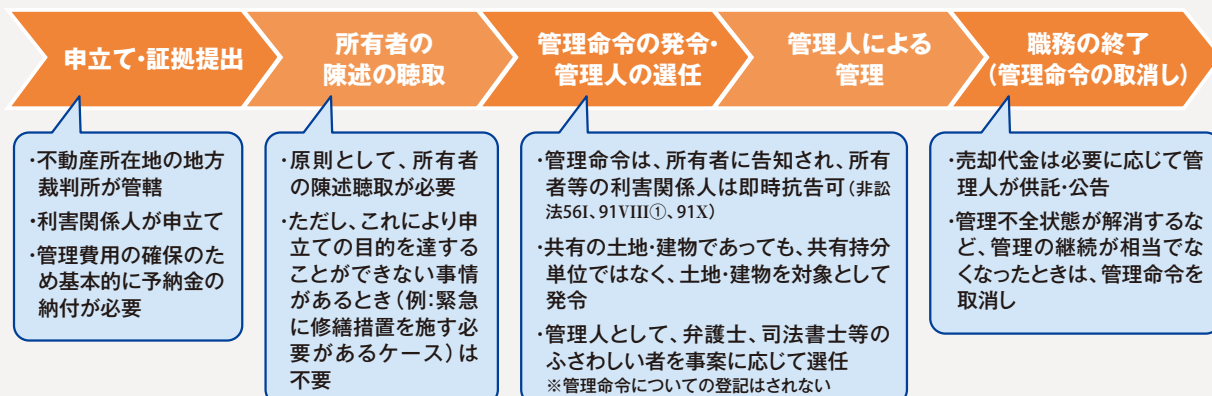 申立て・証拠提出
所有者の
陳述の聴取
管理命令の発令・
管理人の選任
管理人による
管理
職務の終了
(管理命令の取消し)
・不動産所在地の地方
裁判所が管轄
・利害関係人が申立て
・管理費用の確保のた
め基本的に予納金の
納付が必要
・原則として、所有者
の陳述聴取が必要
・ただし、これにより申
立ての目的を達する
ことができない事情
があるとき(例:緊急
に修繕措置を施す必
要があるケース)は
不要
・管理命令は、所有者に告知され、所有
者等の利害関係人は即時抗告可(非訟
法56I、91VIII①、91X)
・共有の土地・建物であっても、共有持分
単位ではなく、土地・建物を対象として
発令
・管理人として、弁護士、司法書士等の
ふさわしい者を事案に応じて選任
※管理命令についての登記はされない
・売却代金は必要に応じて管
理人が供託・公告
・管理不全状態が解消するな
ど、管理の継続が相当でな
くなったときは、管理命令を
取消し